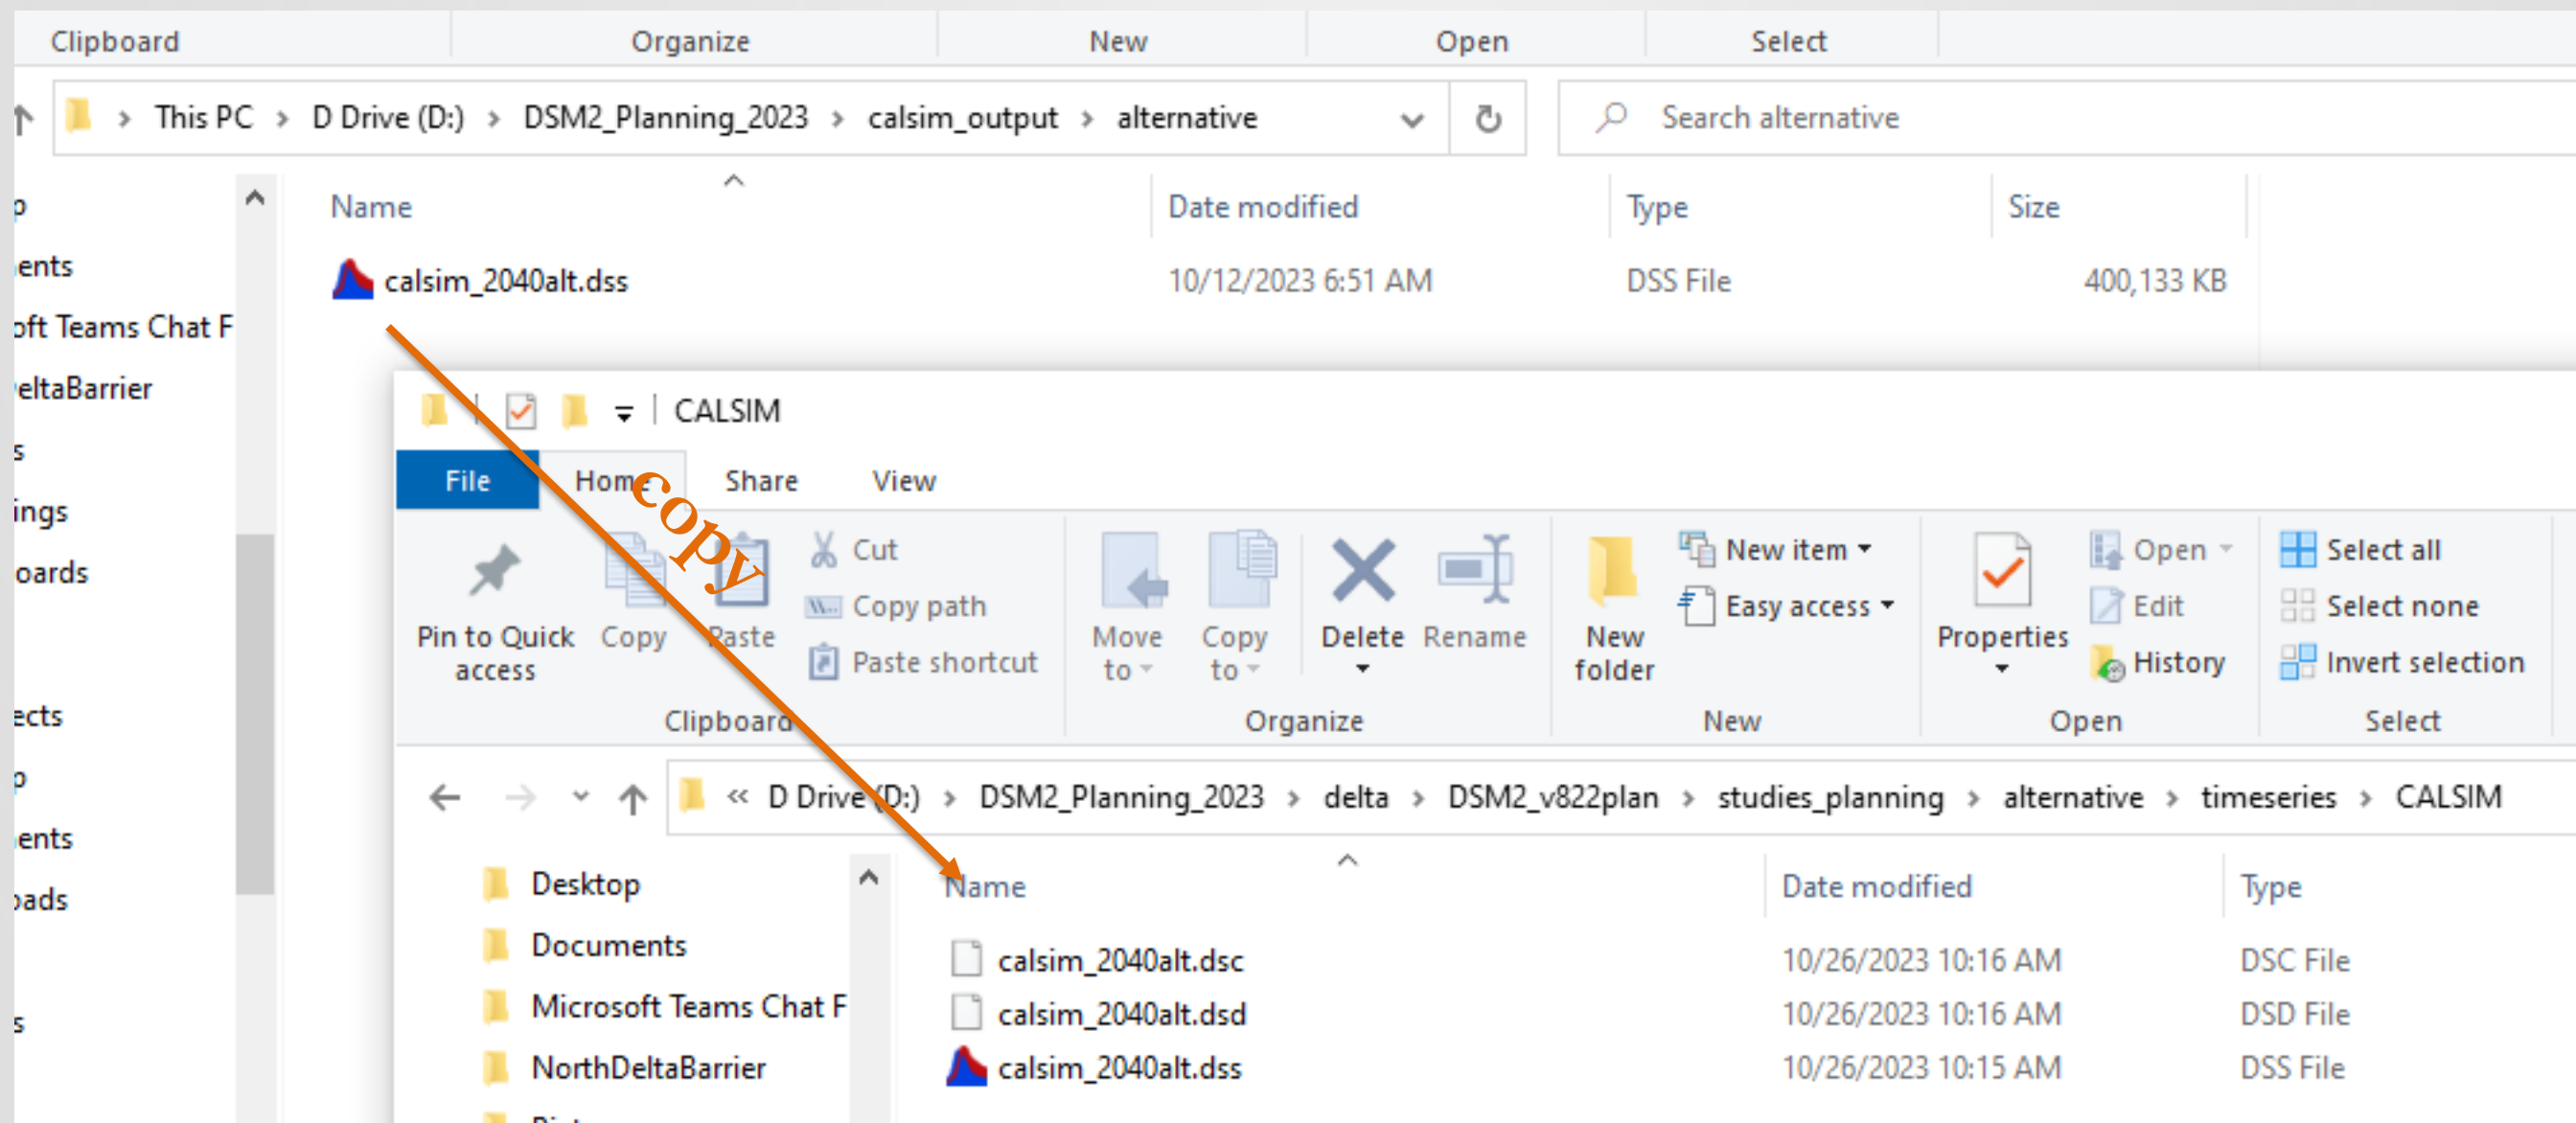 Clipboard Organize New Open Select
This PC > D Drive (D:) > DSM2_Planning_2023 > calsim_output > alternative
Search alternative
Name Date modified Type Size
calsim_2040alt.dss 10/12/2023 6:51 AM DSS File 400,133 KB
p
ents
oft Teams Chat F
eltaBarrier
s
ings
oards
ects
p
ents
oads
s
CALSIM
File Home Share View
copy
Pin to Quick
access
Copy
Paste
Cut
Copy path
Paste shortcut
Clipboard
Move
to
Copy
to
Delete
Rename
Organize
New
folder
New item
Easy access
New
Properties
Open
Edit
History
Open
Select all
Select none
Invert selection
Select
« D Drive (D:) > DSM2_Planning_2023 > delta > DSM2_v822plan > studies_planning > alternative > timeseries > CALSIM
Desktop
Documents
Microsoft Teams Chat F
NorthDeltaBarrier
Name Date modified Type
calsim_2040alt.dsc 10/26/2023 10:16 AM DSC File
calsim_2040alt.dsd 10/26/2023 10:16 AM DSD File
calsim_2040alt.dss 10/26/2023 10:15 AM DSS File